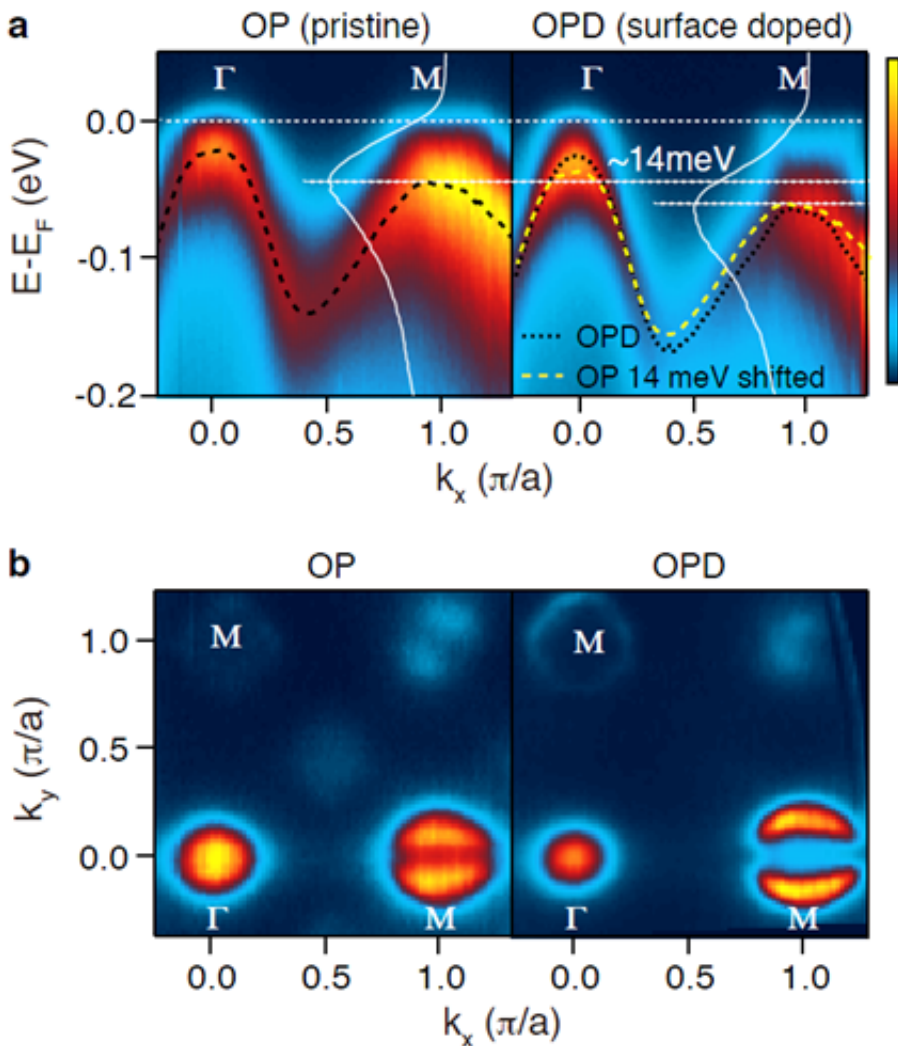 a
OP (pristine) OPD (surface doped)
Γ M Γ M
0.0
~14meV
-0.1
OPD
OP 14 meV shifted
-0.2
E-E_F (eV)
0.0 0.5 1.0 0.0 0.5 1.0
k_x (π/a)
b
OP OPD
1.0 M M
0.5
0.0
k_y (π/a)
Γ M Γ M
0.0 0.5 1.0 0.0 0.5 1.0
k_x (π/a)